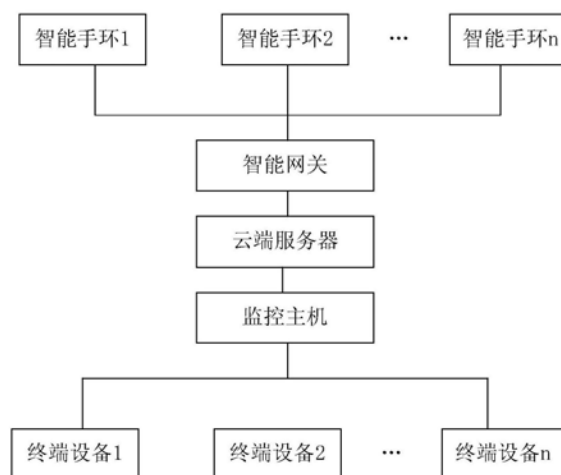 智能手环1 智能手环2 … 智能手环n
智能网关
云端服务器
监控主机
终端设备1 终端设备2 … 终端设备n